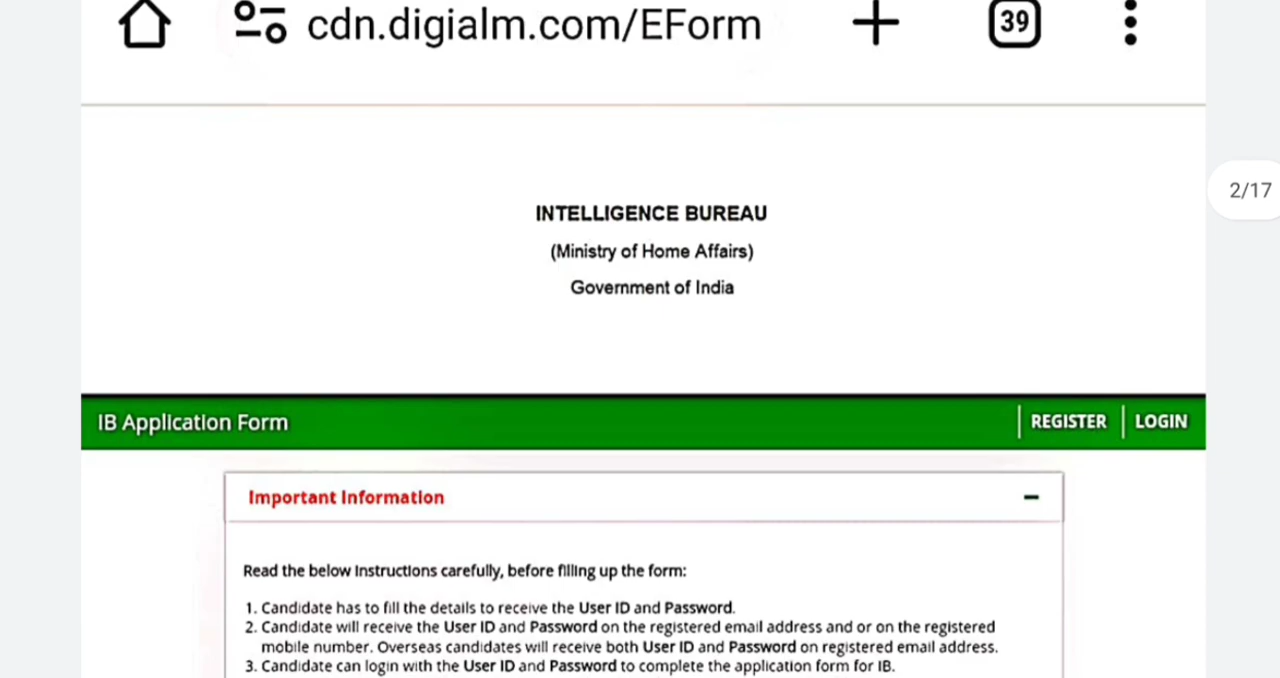 cdn.digialm.com/EForm
39
2/17
INTELLIGENCE BUREAU
(Ministry of Home Affairs)
Government of India
IB Application Form
REGISTER
LOGIN
Important Information
Read the below Instructions carefully, before filling up the form:
1. Candidate has to fill the details to receive the User ID and Password.
2. Candidate will receive the User ID and Password on the registered email address and or on the registered
mobile number. Overseas candidates will receive both User ID and Password on registered email address.
3. Candidate can login with the User ID and Password to complete the application form for IB.